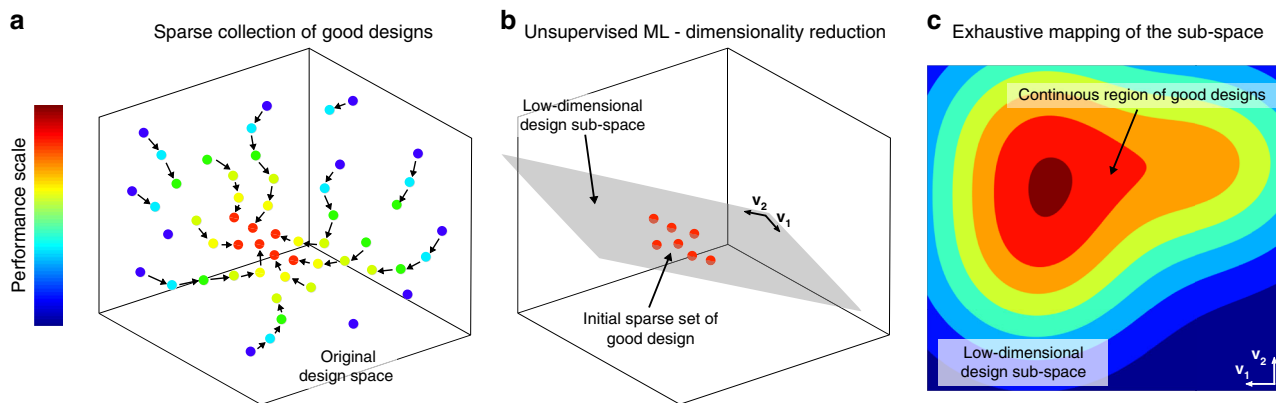 a
Sparse collection of good designs
Performance scale
Original
design space
b
Unsupervised ML - dimensionality reduction
Low-dimensional
design sub-space
v2
v1
Initial sparse set of
good design
c
Exhaustive mapping of the sub-space
Continuous region of good designs
Low-dimensional
design sub-space
v2
v1